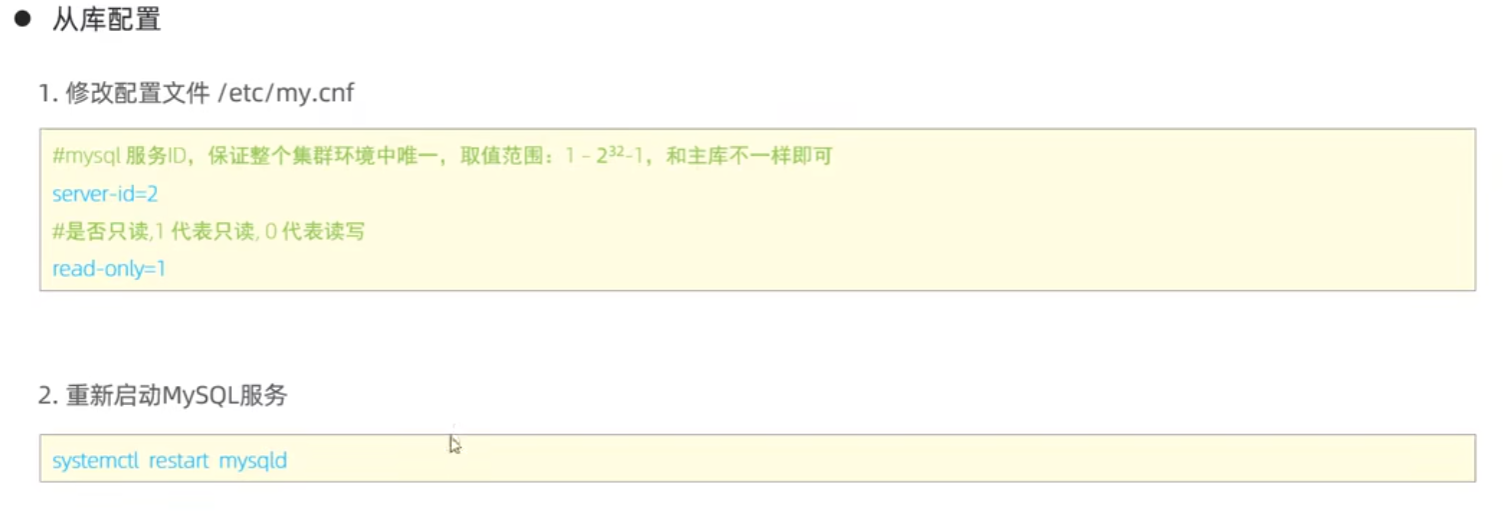 ● 从库配置
1. 修改配置文件 /etc/my.cnf
#mysql 服务ID，保证整个集群环境中唯一，取值范围：1 – 2³²-1，和主库不一样即可
server-id=2
#是否只读,1 代表只读, 0 代表读写
read-only=1
2. 重新启动MySQL服务
systemctl restart mysqld